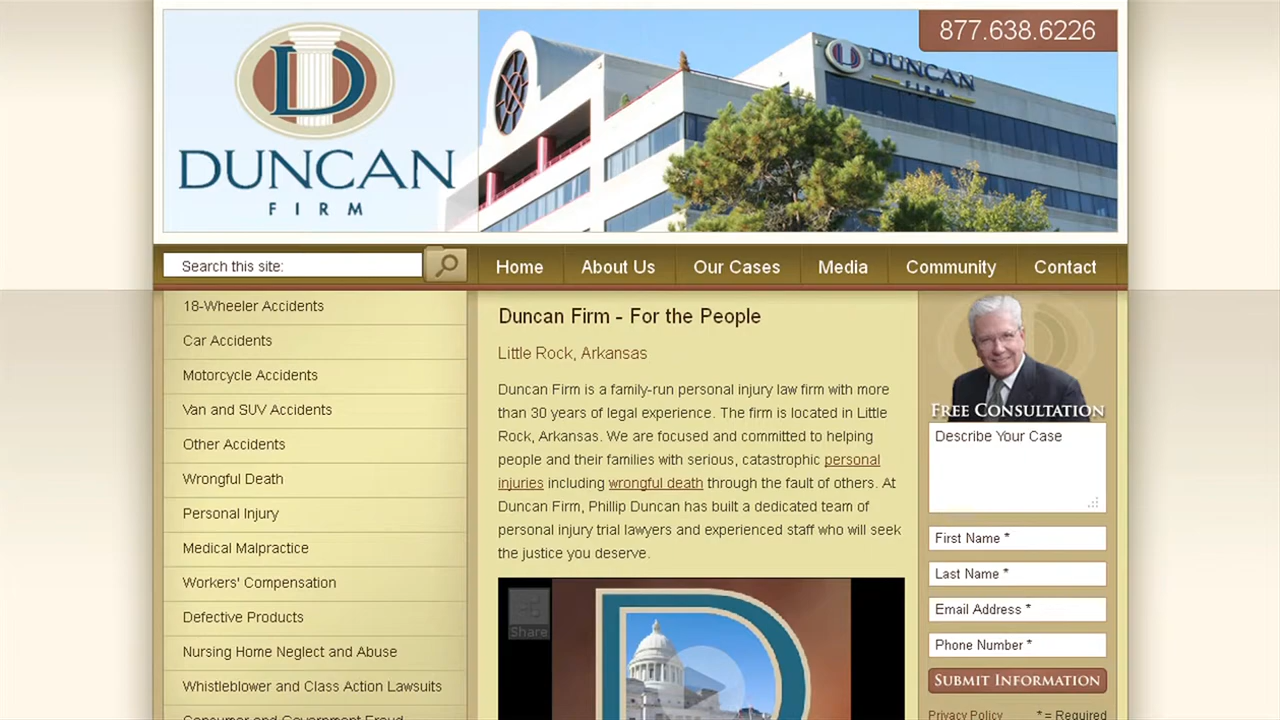 877.638.6226
DUNCAN
FIRM
DUNCAN
FIRM
Search this site:
Home
About Us
Our Cases
Media
Community
Contact
18-Wheeler Accidents
Car Accidents
Motorcycle Accidents
Van and SUV Accidents
Other Accidents
Wrongful Death
Personal Injury
Medical Malpractice
Workers' Compensation
Defective Products
Nursing Home Neglect and Abuse
Whistleblower and Class Action Lawsuits
Consumer and Government Fraud
Duncan Firm - For the People
Little Rock, Arkansas
Duncan Firm is a family-run personal injury law firm with more
than 30 years of legal experience. The firm is located in Little
Rock, Arkansas. We are focused and committed to helping
people and their families with serious, catastrophic personal
injuries including wrongful death through the fault of others. At
Duncan Firm, Phillip Duncan has built a dedicated team of
personal injury trial lawyers and experienced staff who will seek
the justice you deserve.
Share
FREE CONSULTATION
Describe Your Case
First Name *
Last Name *
Email Address *
Phone Number *
SUBMIT INFORMATION
Privacy Policy
* = Required